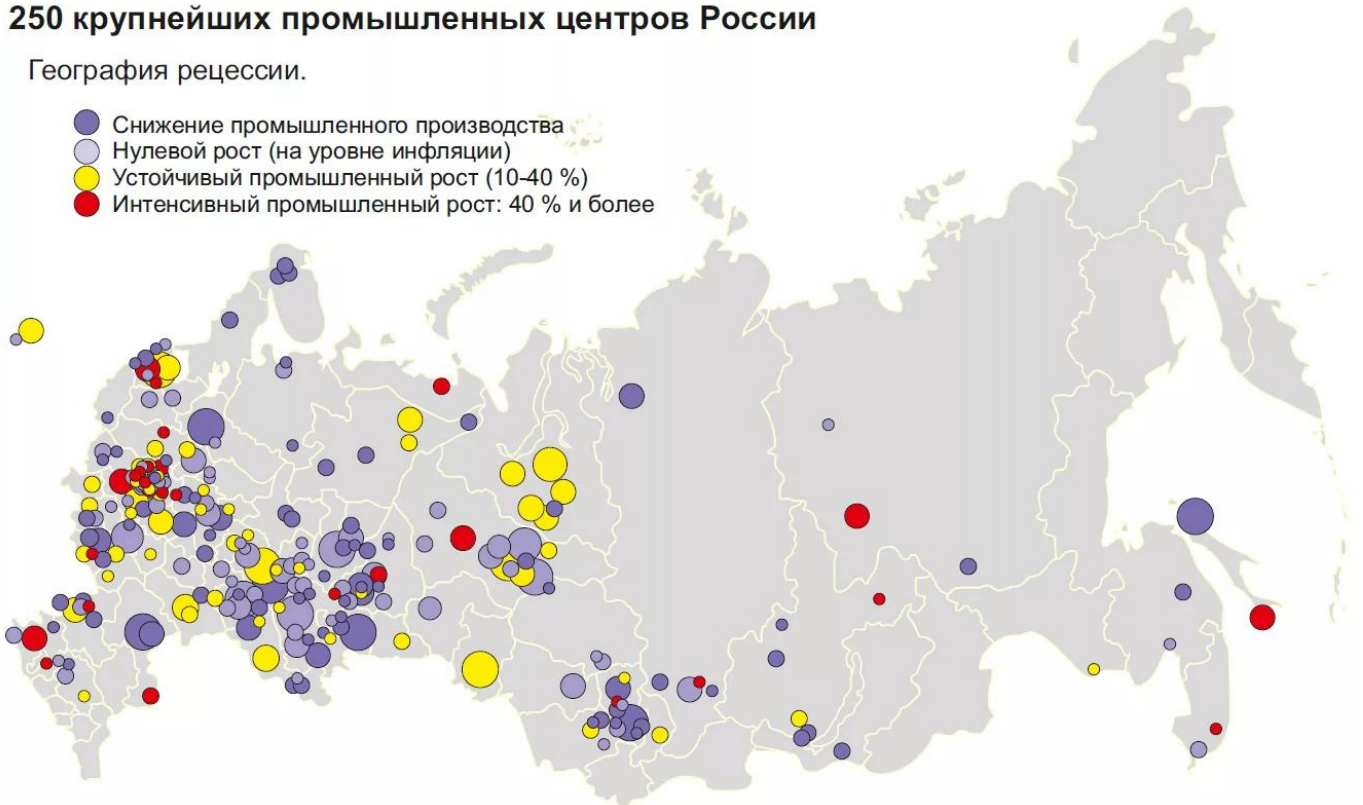 250 крупнейших промышленных центров России
География рецессии.
Снижение промышленного производства
Нулевой рост (на уровне инфляции)
Устойчивый промышленный рост (10-40 %)
Интенсивный промышленный рост: 40 % и более